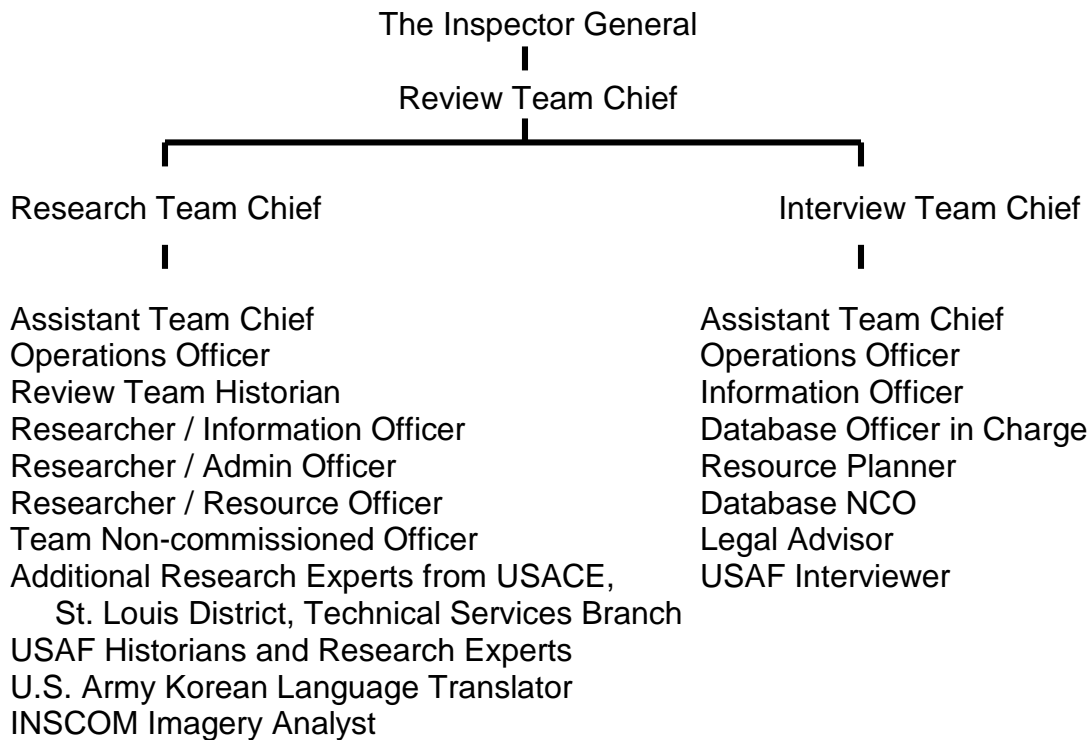 The Inspector General
Review Team Chief
Research Team Chief
Interview Team Chief
Assistant Team Chief
Operations Officer
Review Team Historian
Researcher / Information Officer
Researcher / Admin Officer
Researcher / Resource Officer
Team Non-commissioned Officer
Additional Research Experts from USACE,
St. Louis District, Technical Services Branch
USAF Historians and Research Experts
U.S. Army Korean Language Translator
INSCOM Imagery Analyst
Assistant Team Chief
Operations Officer
Information Officer
Database Officer in Charge
Resource Planner
Database NCO
Legal Advisor
USAF Interviewer